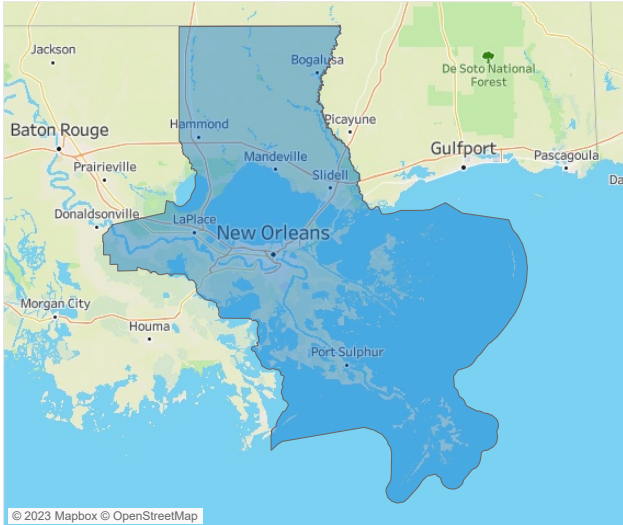 Jackson
Bogalusa
De Soto National
Forest
Hammond
Picayune
Baton Rouge
Gulfport
Mandeville
Pascagoula
Prairieville
Slidell
Da
Donaldsonville
LaPlace
New Orleans
Morgan City
Houma
Port Sulphur
© 2023 Mapbox © OpenStreetMap